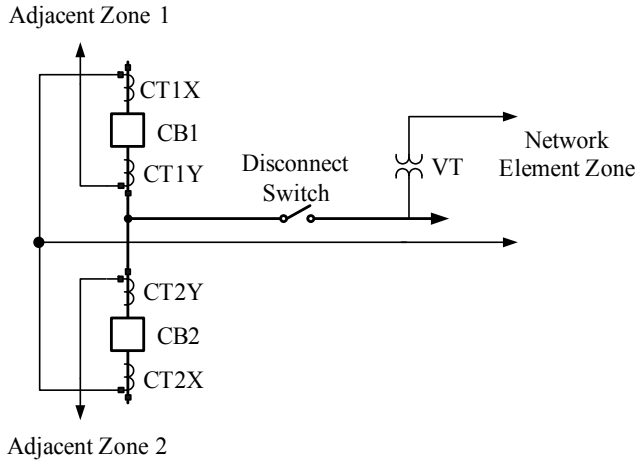 Adjacent Zone 1
CT1X
CB1
CT1Y
Disconnect
Switch
VT
Network
Element Zone
CT2Y
CB2
CT2X
Adjacent Zone 2